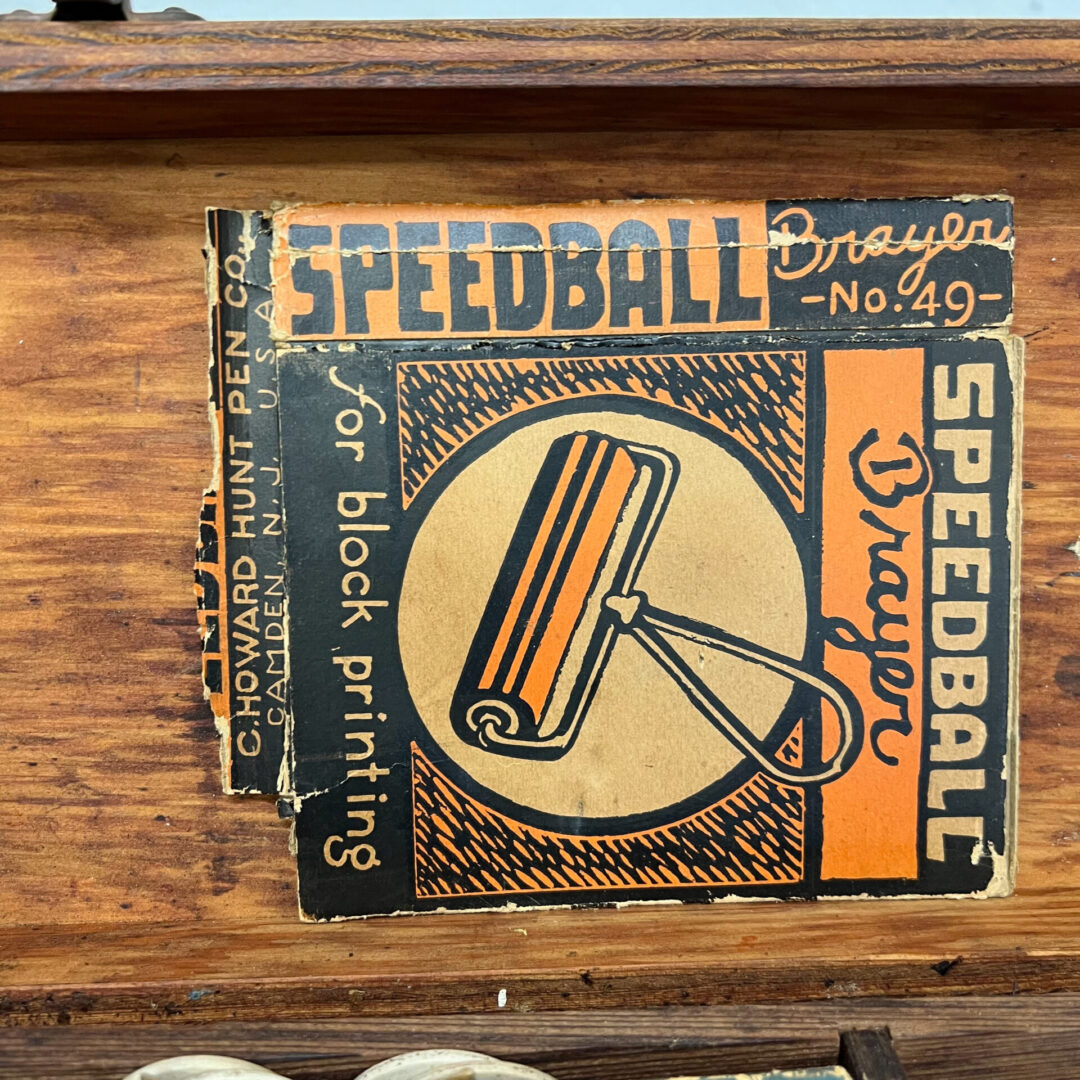 SPEEDBALL
Brayer
-No. 49-
SPEEDBALL
Brayer
for block printing
C. HOWARD HUNT PEN CO.
CAMDEN, N. J. U. S. A.